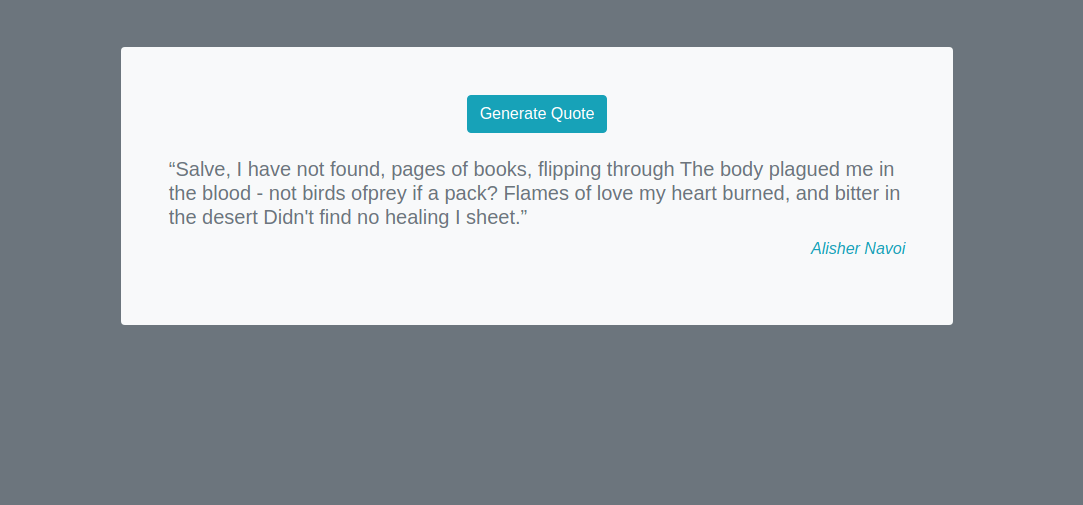 Generate Quote
“Salve, I have not found, pages of books, flipping through The body plagued me in
the blood - not birds ofprey if a pack? Flames of love my heart burned, and bitter in
the desert Didn't find no healing I sheet.”
Alisher Navoi